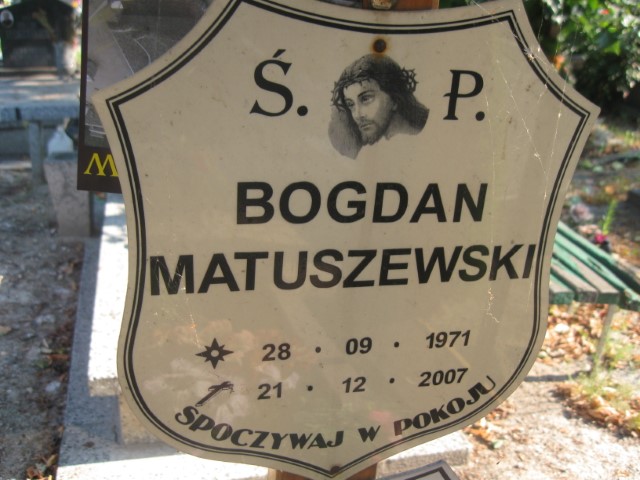 Ś. P.
BOGDAN
MATUSZEWSKI
28 · 09 · 1971
21 · 12 · 2007
SPOCZYWAJ W POKOJU